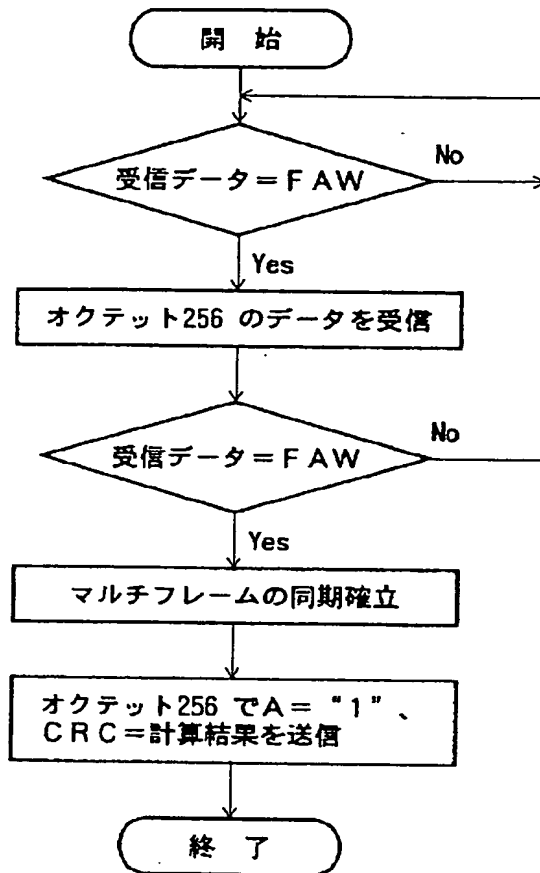 開 始
受信データ=FAW
No
Yes
オクテット256 のデータを受信
受信データ=FAW
No
Yes
マルチフレームの同期確立
オクテット256 でA= “1”、
CRC=計算結果を送信
終 了